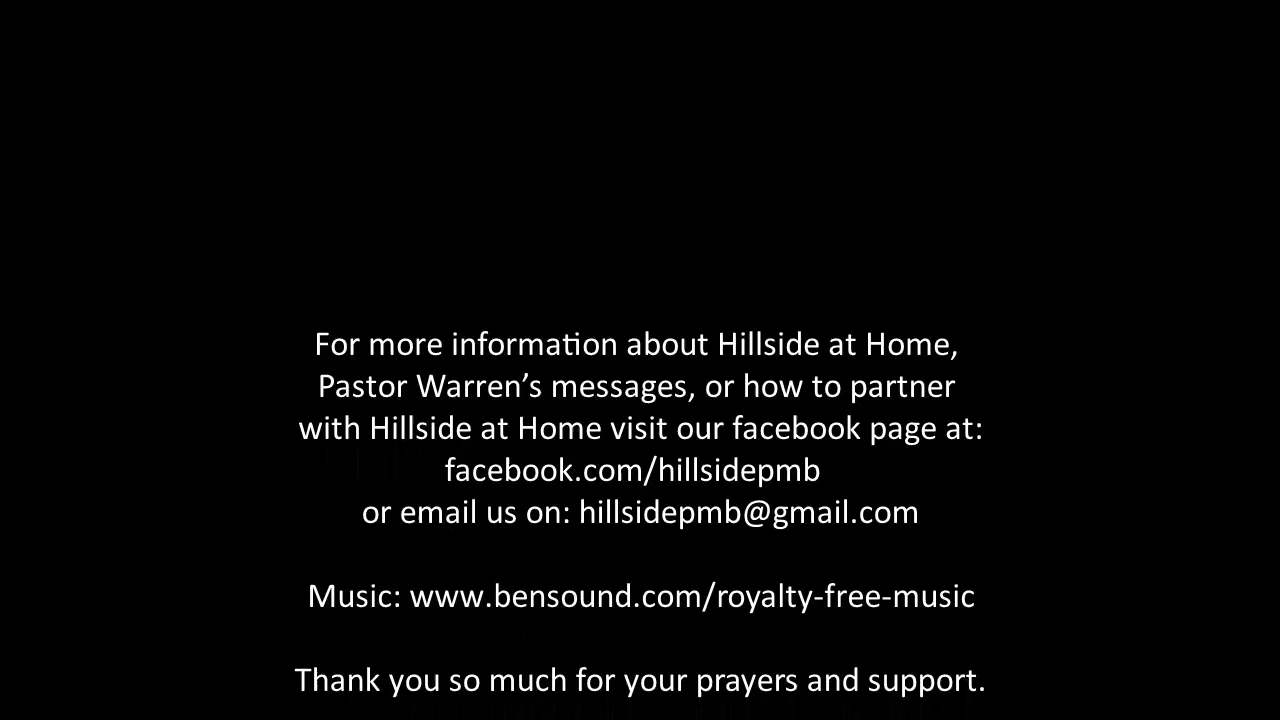 For more information about Hillside at Home,
Pastor Warren’s messages, or how to partner
with Hillside at Home visit our facebook page at:
facebook.com/hillsidepmb
or email us on: hillsidepmb@gmail.com
Music: www.bensound.com/royalty-free-music
Thank you so much for your prayers and support.